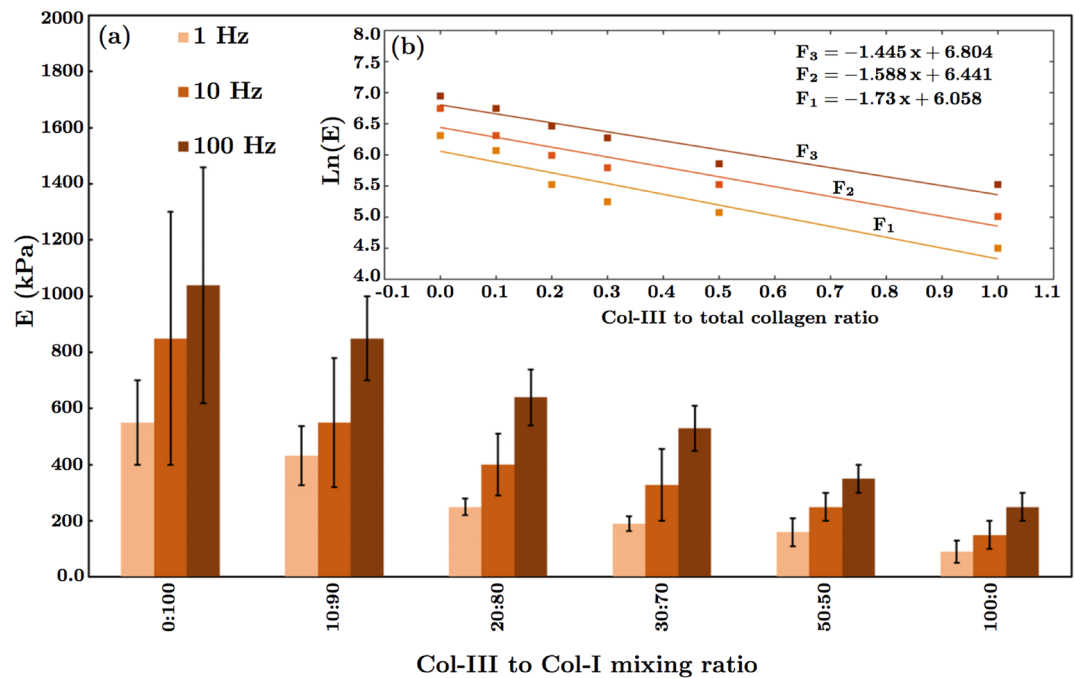 2000
1800
1600
1400
1200
1000
800
600
400
200
0.0
E (kPa)
(a)
1 Hz
10 Hz
100 Hz
(b)
8.0
7.5
7.0
6.5
6.0
5.5
5.0
4.5
4.0
Ln(E)
F3 = −1.445 x + 6.804
F2 = −1.588 x + 6.441
F1 = −1.73 x + 6.058
F3
F2
F1
-0.1 0.0 0.1 0.2 0.3 0.4 0.5 0.6 0.7 0.8 0.9 1.0 1.1
Col-III to total collagen ratio
0:100
10:90
20:80
30:70
50:50
100:0
Col-III to Col-I mixing ratio